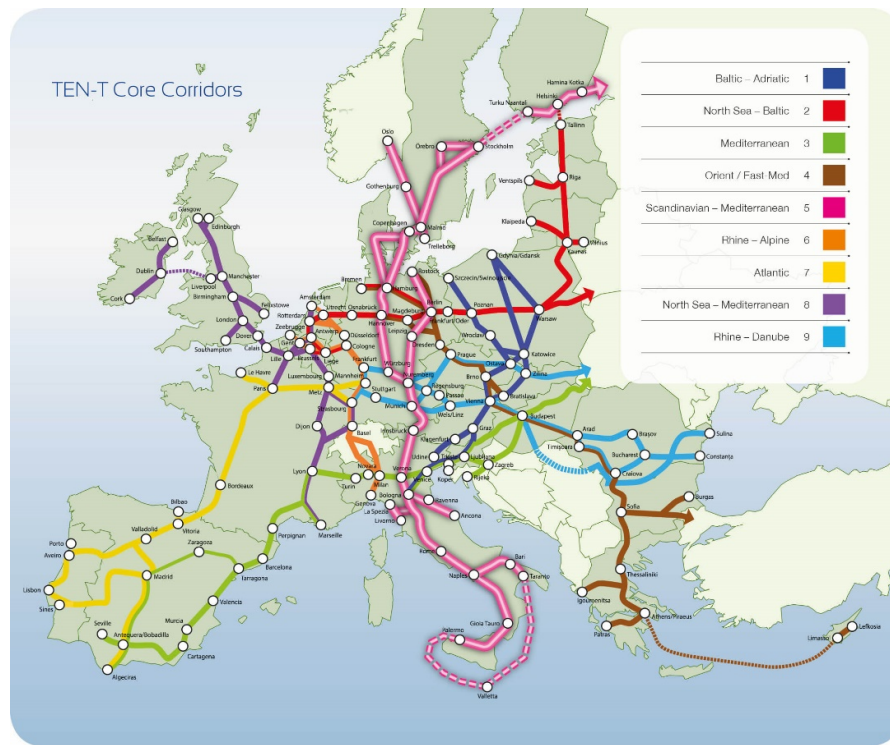 TEN-T Core Corridors
Baltic – Adriatic 1
North Sea – Baltic 2
Mediterranean 3
Orient / East-Med 4
Scandinavian – Mediterranean 5
Rhine – Alpine 6
Atlantic 7
North Sea – Mediterranean 8
Rhine – Danube 9
Hamina Kotka
Helsinki
Turku Naantali
Tallinn
Oslo
Örebro
Stockholm
Ventspils
Riga
Gothenburg
Klaipeda
Vilnius
Kaunas
Glasgow
Edinburgh
Copenhagen
Malmö
Trelleborg
Belfast
Gdynia/Gdansk
Dublin
Liverpool
Manchester
Rostock
Szczecin/Swinoujscie
Cork
Birmingham
Felixstowe
Bremen
Hamburg
Amsterdam
Rotterdam
Utrecht
Osnabrück
Hannover
Magdeburg
Berlin
Frankfurt/Oder
Poznan
Warsaw
London
Dover
Southampton
Calais
Zeebrugge
Gent
Antwerp
Düsseldorf
Cologne
Leipzig
Dresden
Wroclaw
Lille
Brussels
Liège
Frankfurt
Prague
Katowice
Ostrava
Zilina
Le Havre
Paris
Luxembourg
Mannheim
Metz
Würzburg
Nuremberg
Regensburg
Passau
Brno
Strasbourg
Stuttgart
Munich
Wels/Linz
Vienna
Bratislava
Budapest
Dijon
Basel
Innsbruck
Klagenfurt
Graz
Arad
Timişoara
Braşov
Sulina
Bucharest
Constanța
Craiova
Udine
Trieste
Ljubljana
Koper
Zagreb
Rijeka
Lyon
Novara
Milan
Turin
Verona
Venice
Genova
Bologna
Ravenna
La Spezia
Livorno
Ancona
Bordeaux
Bilbao
Vitoria
Valladolid
Zaragoza
Perpignan
Marseille
Sofia
Burgas
Porto
Aveiro
Madrid
Barcelona
Tarragona
Rome
Bari
Taranto
Naples
Thessaloniki
Lisbon
Sines
Valencia
Igoumenitsa
Seville
Murcia
Antequera/Bobadilla
Cartagena
Algeciras
Palermo
Gioia Tauro
Athens/Piraeus
Patras
Lefkosia
Limassol
Valletta